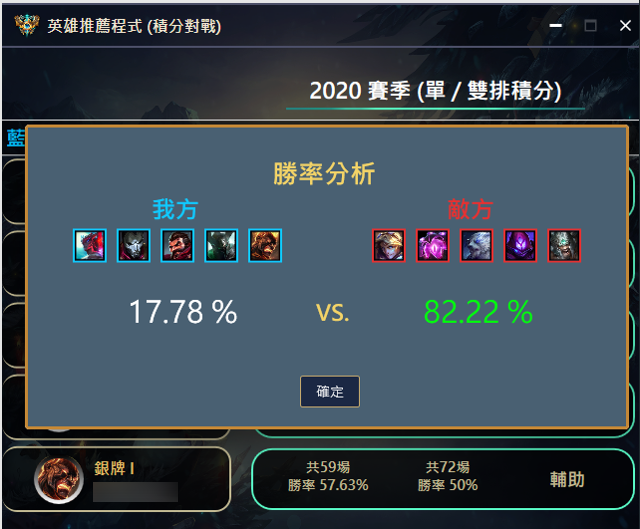 英雄推薦程式 (積分對戰)
2020 賽季 (單 / 雙排積分)
藍
勝率分析
我方
敵方
17.78 %
VS.
82.22 %
確定
銀牌 I
共59場
勝率 57.63%
共72場
勝率 50%
輔助